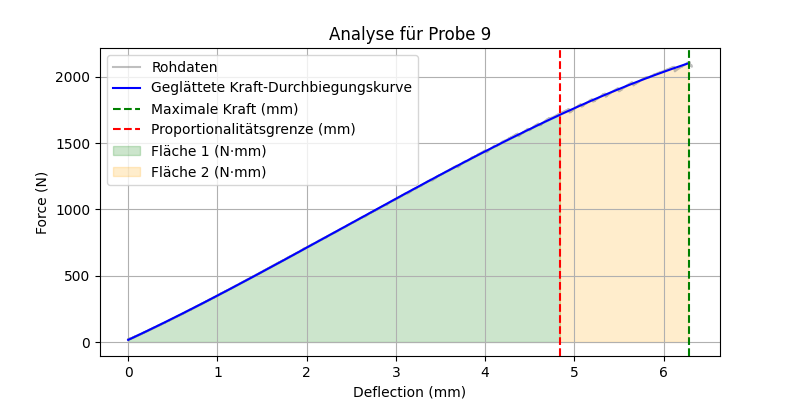 Analyse für Probe 9
Rohdaten
Geglättete Kraft-Durchbiegungskurve
Maximale Kraft (mm)
Proportionalitätsgrenze (mm)
Fläche 1 (N·mm)
Fläche 2 (N·mm)
2000
1500
1000
500
0
Force (N)
0 1 2 3 4 5 6
Deflection (mm)